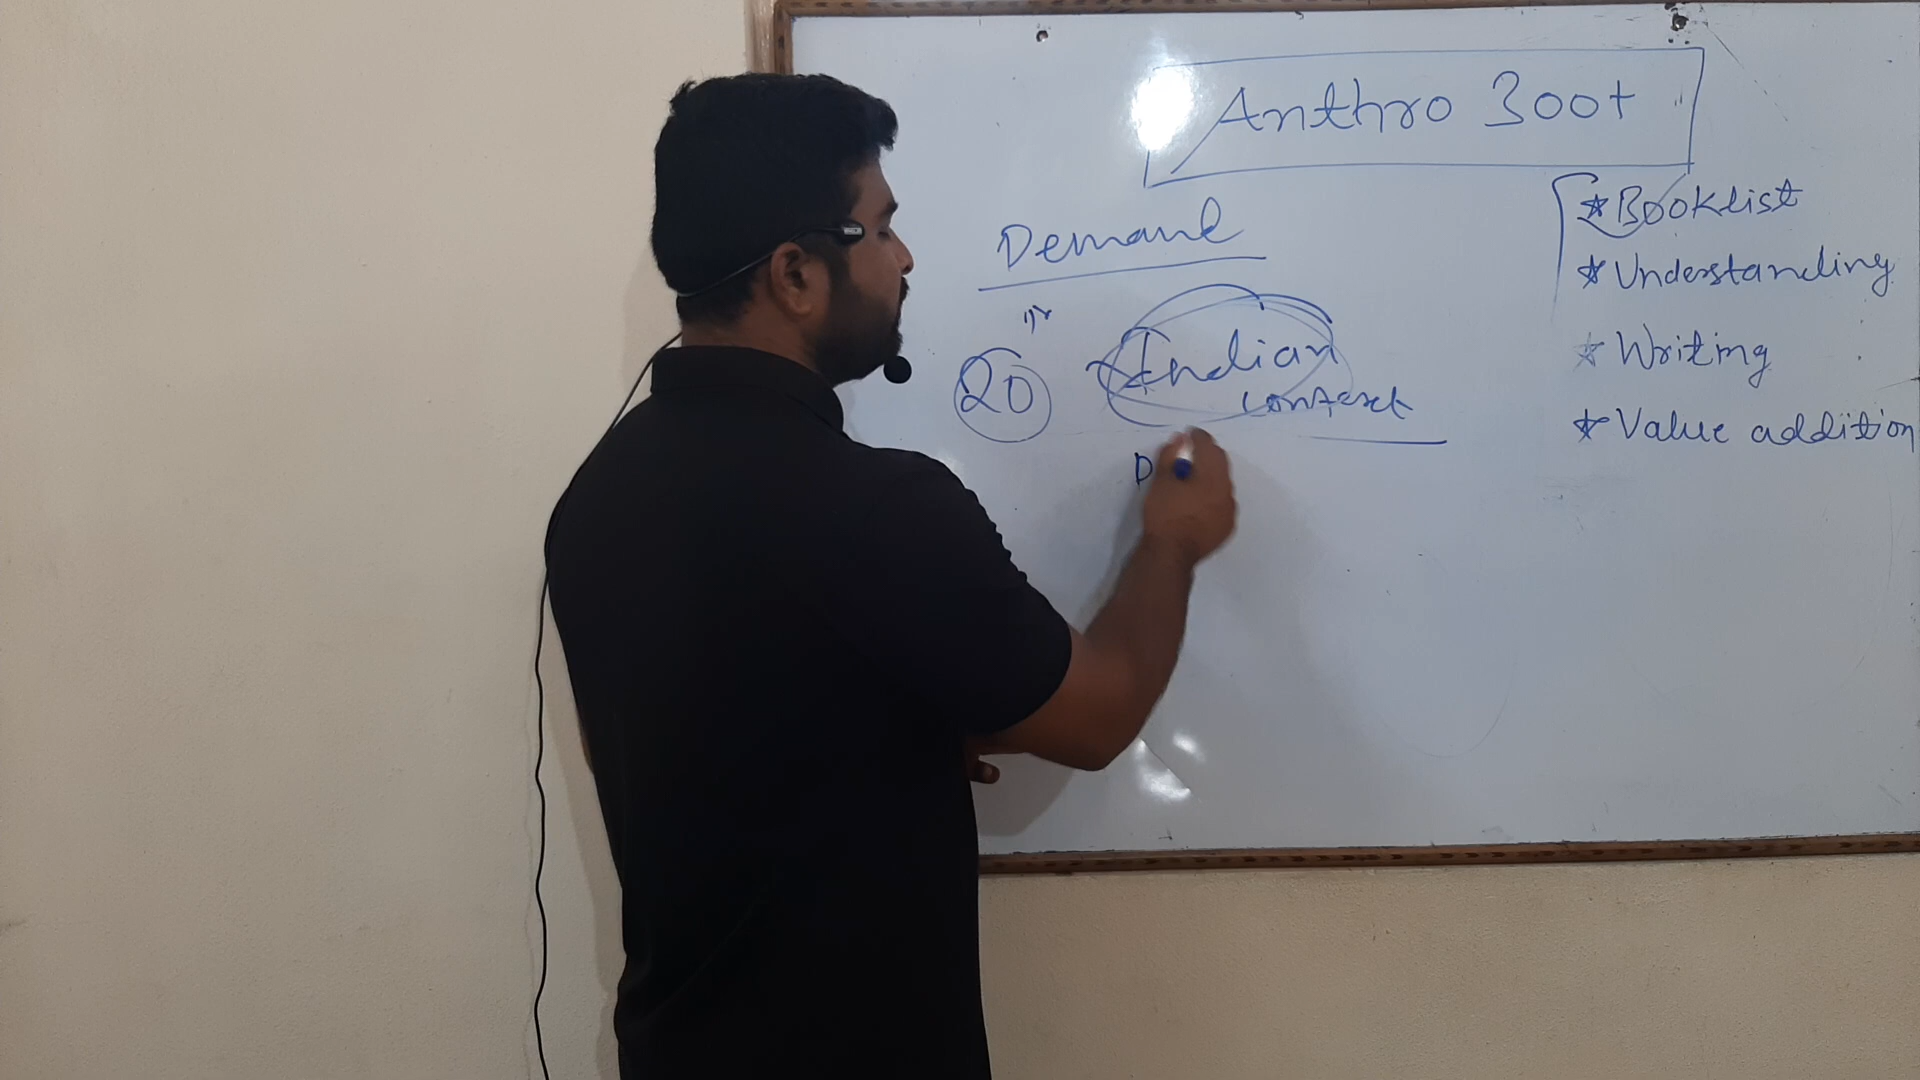 Anthro 300+
Demand
20
Indian
context
D
* Booklist
* Understanding
* Writing
* Value addition